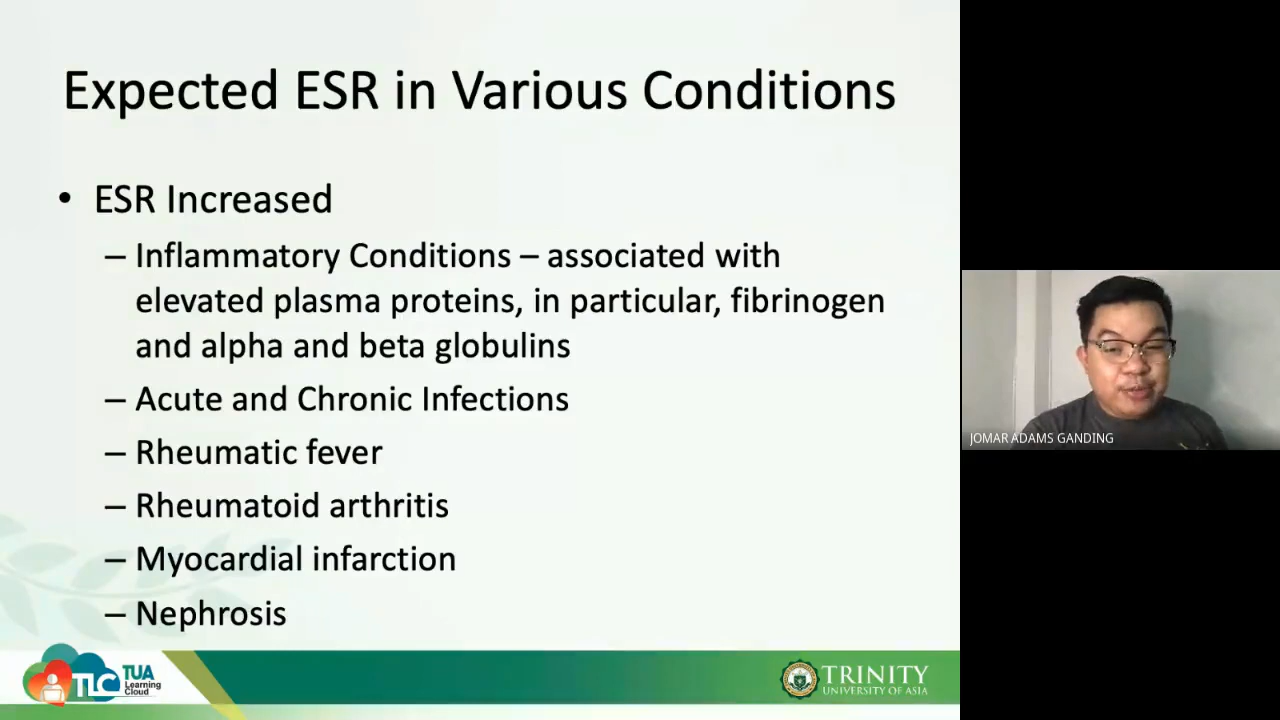 Expected ESR in Various Conditions
• ESR Increased
– Inflammatory Conditions – associated with
elevated plasma proteins, in particular, fibrinogen
and alpha and beta globulins
– Acute and Chronic Infections
– Rheumatic fever
– Rheumatoid arthritis
– Myocardial infarction
– Nephrosis
JOMAR ADAMS GANDING
TLC
TUA
Learning
Cloud
TRINITY
UNIVERSITY OF ASIA